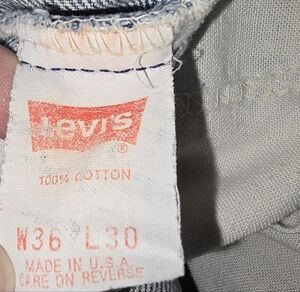 Levi's
®
100% COTTON
W36 L30
MADE IN U.S.A.
CARE ON REVERSE